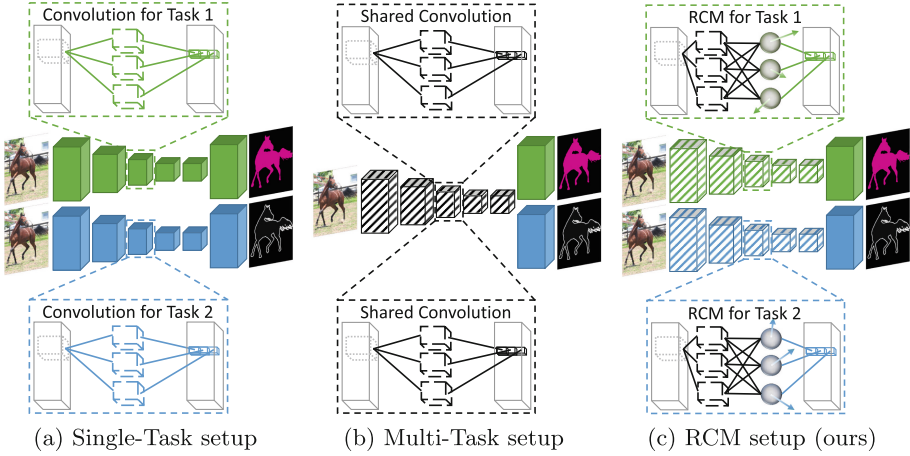 Convolution for Task 1
Shared Convolution
RCM for Task 1
Convolution for Task 2
Shared Convolution
RCM for Task 2
(a) Single-Task setup
(b) Multi-Task setup
(c) RCM setup (ours)